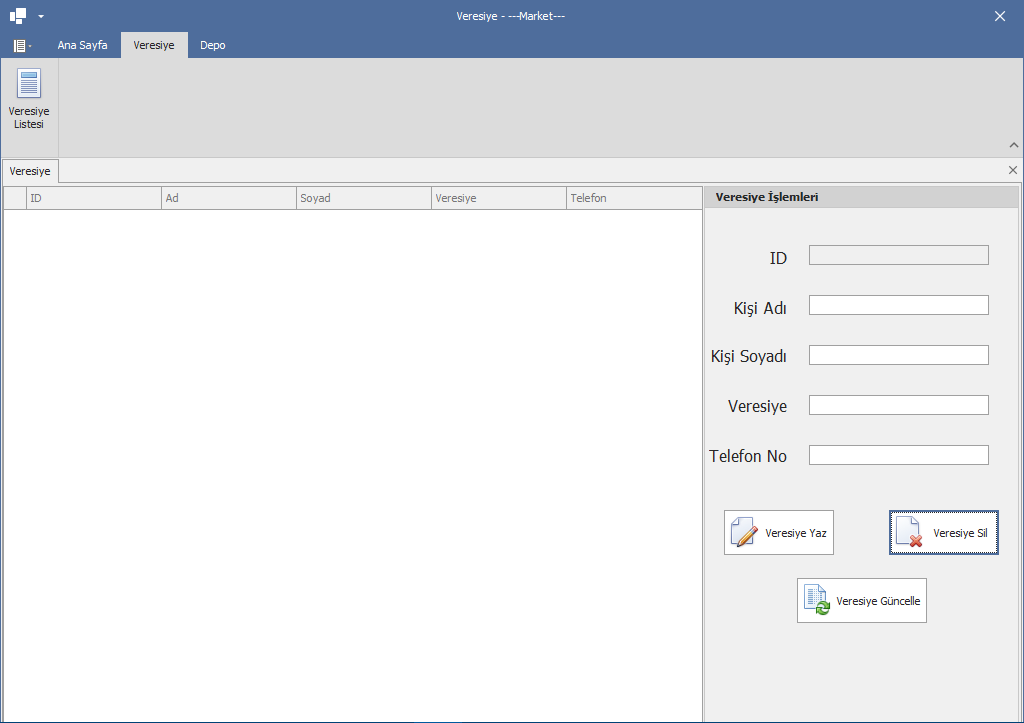 Veresiye - ---Market---
Ana Sayfa Veresiye Depo
Veresiye
Listesi
Veresiye
ID Ad Soyad Veresiye Telefon
Veresiye İşlemleri
ID
Kişi Adı
Kişi Soyadı
Veresiye
Telefon No
Veresiye Yaz Veresiye Sil
Veresiye Güncelle